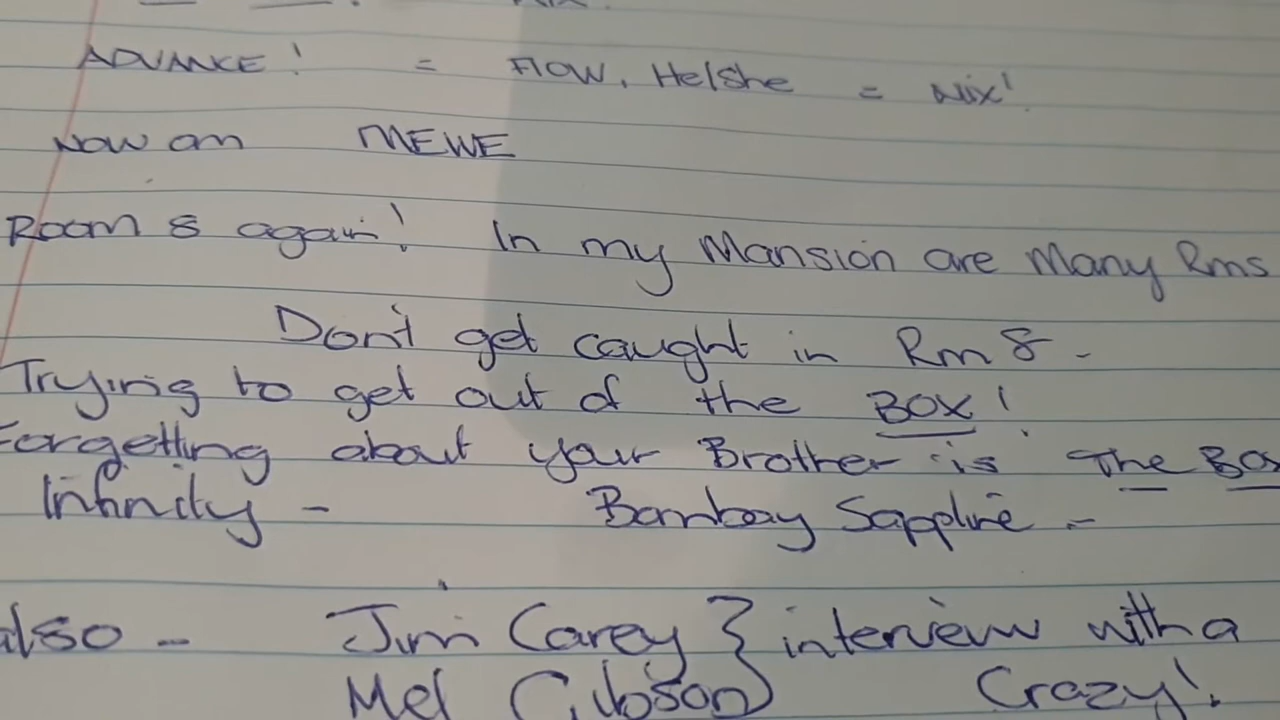 ADVANCE! = FLOW, He/She = Nix!
Now on MEWE
Room 8 again! In my Mansion are Many Rms
Don't get caught in Rm 8 -
Trying to get out of the BOX!
Forgetting about your Brother is The Box
Infinity - Bombay Sapphire -
also - Jim Carey } interview with a
Mel Gibson Crazy!